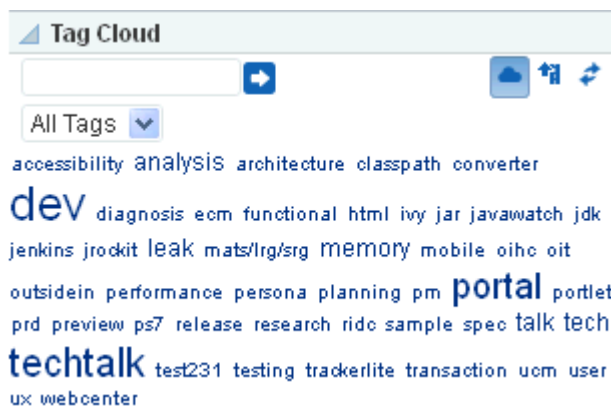 Tag Cloud
All Tags
accessibility analysis architecture classpath converter
dev diagnosis ecm functional html ivy jar javawatch jdk
jenkins jrockit leak mats/lrg/srg memory mobile oihc oit
outsidein performance persona planning pm portal portlet
prd preview ps7 release research ridc sample spec talk tech
techtalk test231 testing trackerlite transaction ucm user
ux webcenter